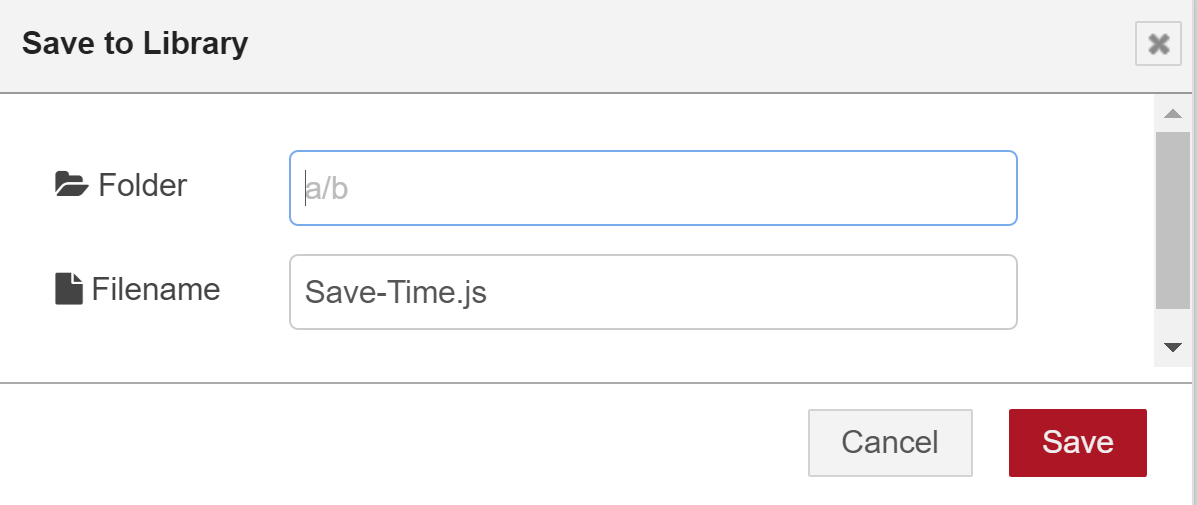 Save to Library
Folder
a/b
Filename
Save-Time.js
Cancel
Save